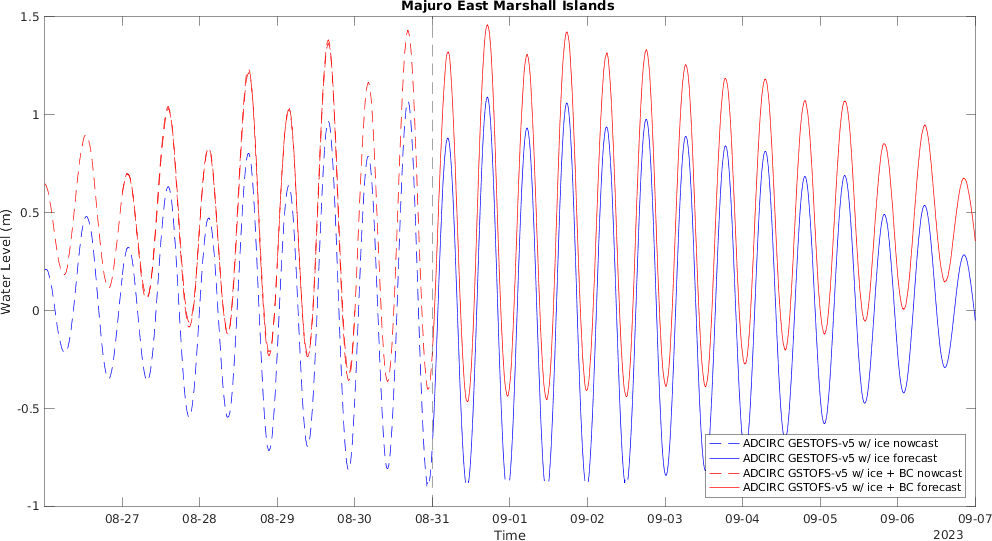 Majuro East Marshall Islands
Water Level (m)
1.5
1
0.5
0
-0.5
-1
08-27 08-28 08-29 08-30 08-31 09-01 09-02 09-03 09-04 09-05 09-06 09-07
Time
2023
ADCIRC GESTOFS-v5 w/ ice nowcast
ADCIRC GESTOFS-v5 w/ ice forecast
ADCIRC GSTOFS-v5 w/ ice + BC nowcast
ADCIRC GSTOFS-v5 w/ ice + BC forecast